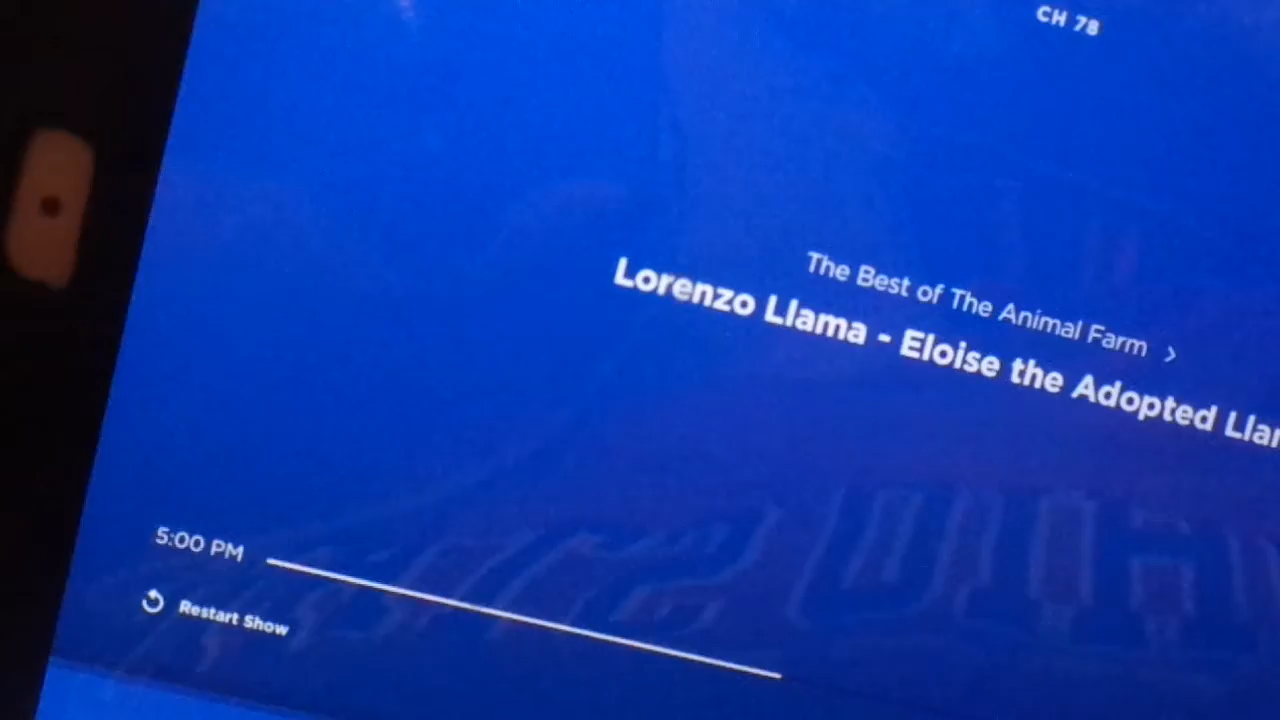 CH 78
The Best of The Animal Farm >
Lorenzo Llama - Eloise the Adopted
5:00 PM
Restart Show